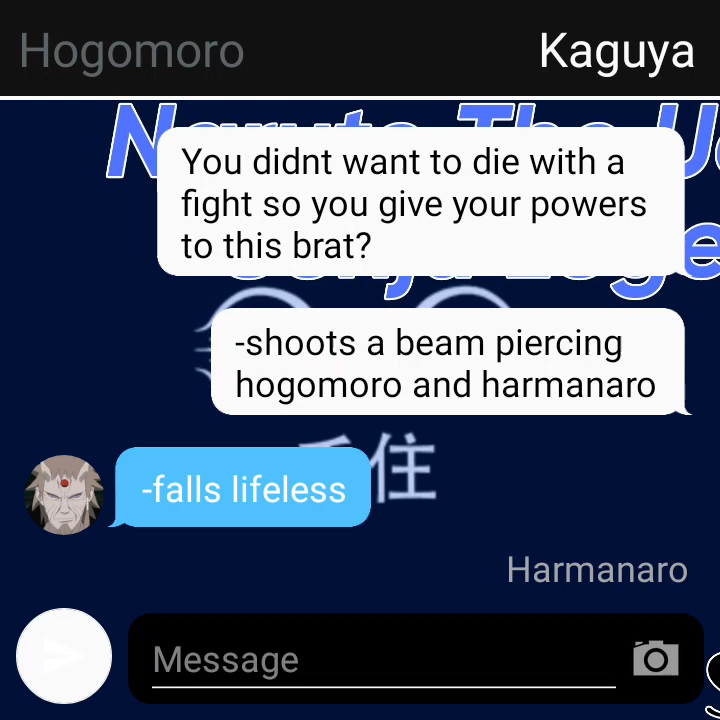 Hogomoro
Kaguya
You didnt want to die with a
fight so you give your powers
to this brat?
-shoots a beam piercing
hogomoro and harmanaro
-falls lifeless
住
Harmanaro
Message